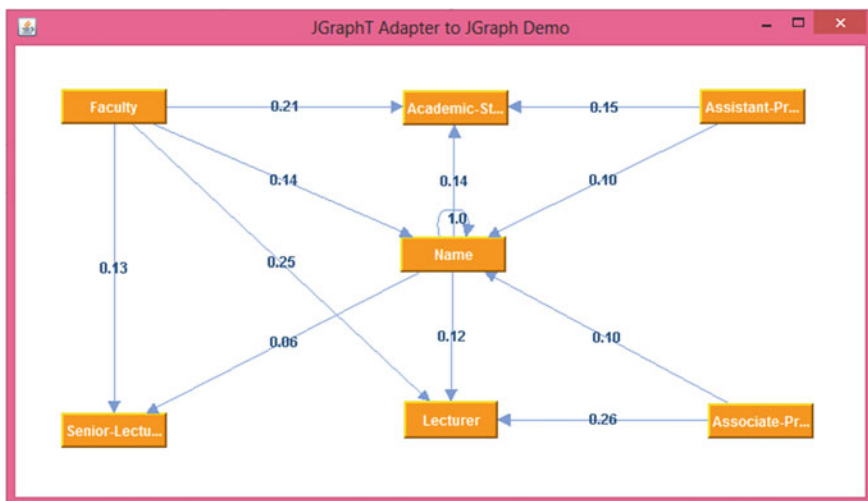 JGraphT Adapter to JGraph Demo
Faculty
0.21
Academic-St...
0.15
Assistant-Pr...
0.14
0.14
0.10
1.0
Name
0.13
0.25
0.06
0.12
0.10
Senior-Lectu...
Lecturer
0.26
Associate-Pr...